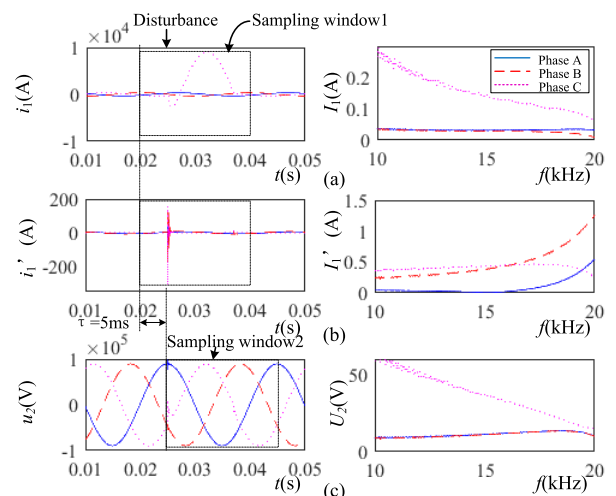 Disturbance
Sampling window1
×10⁴
1
0
-1
i₁(A)
0.01 0.02 0.03 0.04 0.05
t(s)
(a)
I₁(A)
0.2
0.1
0
Phase A
Phase B
Phase C
10 15 20
f(kHz)
200
0
-200
i₁’ (A)
0.01 0.02 0.03 0.04 0.05
t(s)
(b)
I₁’ (A)
1.5
1
0.5
0
10 15 20
f(kHz)
τ =5ms
Sampling window2
×10⁵
1
0
-1
u₂(V)
0.01 0.02 0.03 0.04 0.05
t(s)
(c)
U₂(V)
50
0
10 15 20
f(kHz)